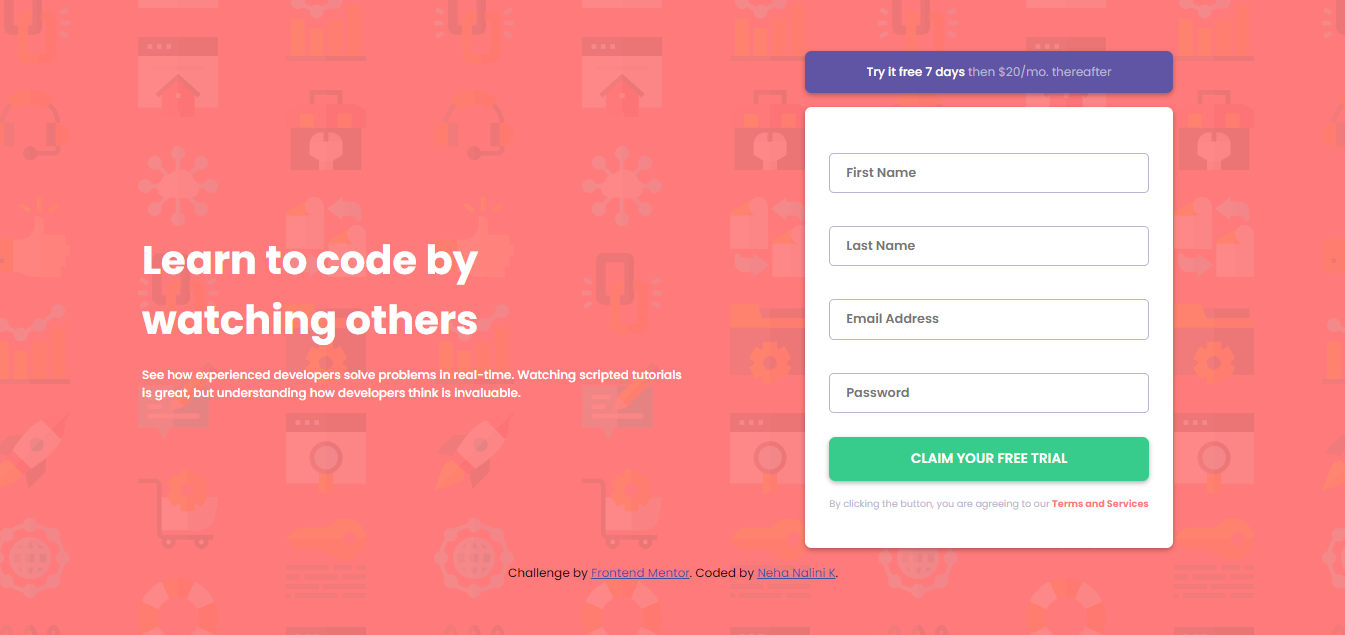 Try it free 7 days then $20/mo. thereafter
First Name
Last Name
Learn to code by
watching others
Email Address
See how experienced developers solve problems in real-time. Watching scripted tutorials
is great, but understanding how developers think is invaluable.
Password
CLAIM YOUR FREE TRIAL
By clicking the button, you are agreeing to our Terms and Services
Challenge by Frontend Mentor. Coded by Neha Nalini K.